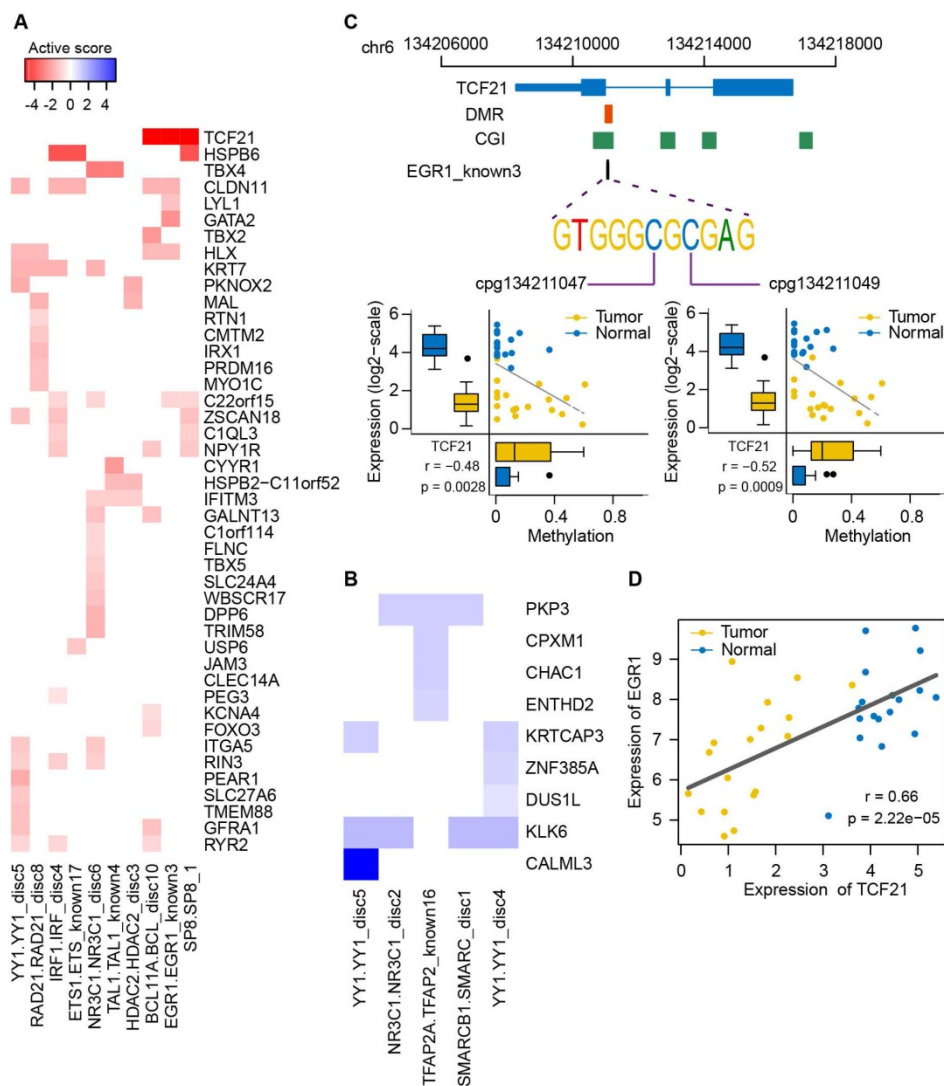 A
Active score
-4 -2 0 2 4
TCF21
HSPB6
TBX4
CLDN11
LYL1
GATA2
TBX2
HLX
KRT7
PKNOX2
MAL
RTN1
CMTM2
IRX1
PRDM16
MYO1C
C22orf15
ZSCAN18
C1QL3
NPY1R
CYYR1
HSPB2-C11orf52
IFITM3
GALNT13
C1orf114
FLNC
TBX5
SLC24A4
WBSCR17
DPP6
TRIM58
USP6
JAM3
CLEC14A
PEG3
KCNA4
FOXO3
ITGA5
RIN3
PEAR1
SLC27A6
TMEM88
GFRA1
RYR2
YY1.YY1_disc5
RAD21.RAD21_disc8
IRF1.IRF_disc4
ETS1.ETS_known17
NR3C1.NR3C1_disc6
TAL1.TAL1_known4
HDAC2.HDAC2_disc3
BCL11A.BCL_disc10
EGR1.EGR1_known3
SP8.SP8_1
C
134206000 134210000 134214000 134218000
chr6
TCF21
DMR
CGI
EGR1_known3
GTGGGCGCGAG
cpg134211047 cpg134211049
Expression (log2-scale)
6
4
2
0
Tumor
Normal
TCF21
r = −0.48
p = 0.0028
0 0.4 0.8
Methylation
Expression (log2-scale)
6
4
2
0
Tumor
Normal
TCF21
r = −0.52
p = 0.0009
0 0.4 0.8
Methylation
B
PKP3
CPXM1
CHAC1
ENTHD2
KRTCAP3
ZNF385A
DUS1L
KLK6
CALML3
YY1.YY1_disc5
NR3C1.NR3C1_disc2
TFAP2A.TFAP2_known16
SMARCB1.SMARC_disc1
YY1.YY1_disc4
D
Tumor
Normal
Expression of EGR1
9
8
7
6
5
r = 0.66
p = 2.22e−05
0 1 2 3 4 5
Expression of TCF21